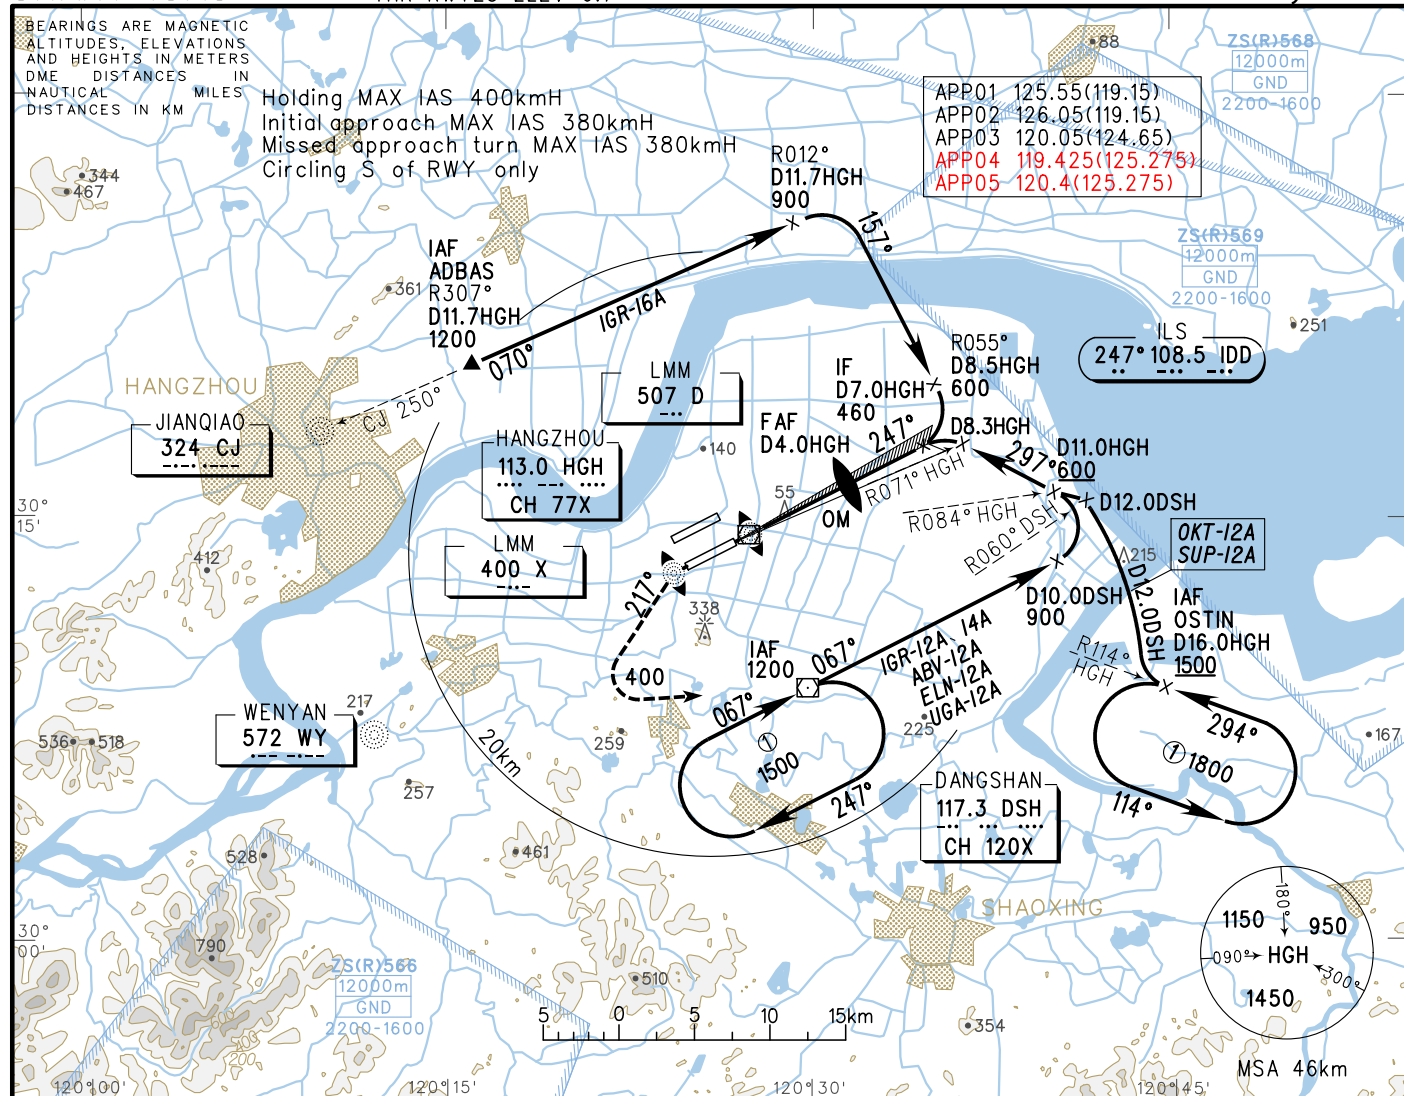 BEARINGS ARE MAGNETIC
ALTITUDES, ELEVATIONS
AND HEIGHTS IN METERS
DME DISTANCES IN
NAUTICAL MILES
DISTANCES IN KM
Holding MAX IAS 400kmH
Initial approach MAX IAS 380kmH
Missed approach turn MAX IAS 380kmH
Circling S of RWY only
APP01 125.55(119.15)
APP02 126.05(119.15)
APP03 120.05(124.65)
APP04 119.425(125.275)
APP05 120.4(125.275)
88
ZS(R)568
12000m
GND
2200-1600
344
467
R012°
D11.7HGH
900
157°
ZS(R)569
12000m
GND
2200-1600
IAF
ADBAS
R307°
D11.7HGH
1200
361
IGR-16A
070°
251
ILS
247° 108.5 IDD
R055°
D8.5HGH
600
IF
D7.0HGH
460
LMM
507 D
HANGZHOU
CJ 250°
JIANQIAO
324 CJ
FAF
D4.0HGH
247°
D8.3HGH
HANGZHOU
113.0 HGH
CH 77X
140
R071° HGH
297°
D11.0HGH
600
D12.0DSH
55
OM
R084° HGH
R060° DSH
30°
15'
OKT-12A
SUP-12A
412
LMM
400 X
215
217°
338
D10.0DSH
900
D12.0DSH
IAF
OSTIN
D16.0HGH
1500
R114°
HGH
IAF
1200
067°
IGR-12A, 14A
ABV-12A
ELN-12A
UGA-12A
400
067°
217
WENYAN
572 WY
536
518
259
225
1
1500
247°
20km
294°
1 1800
114°
167
257
DANGSHAN
117.3 DSH
CH 120X
528
461
SHAOXING
30°
00'
790
510
ZS(R)566
12000m
GND
2200-1600
400
200
5 0 5 10 15km
354
180°
1150
950
090°
HGH
300°
1450
MSA 46km
120°00'
120°15'
120°30'
120°45'